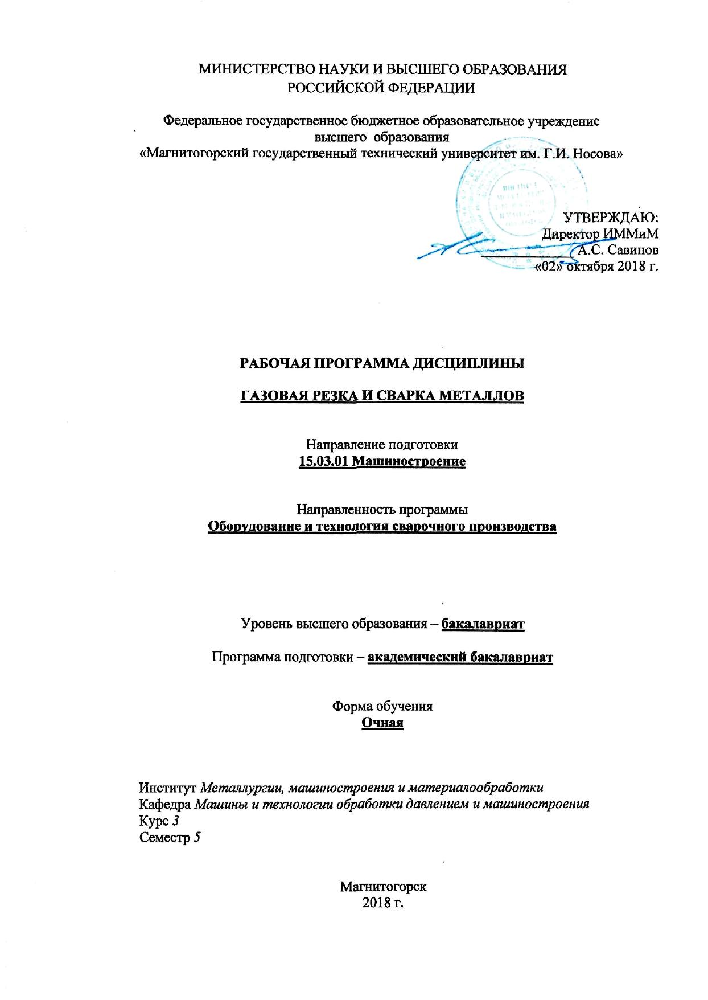 МИНИСТЕРСТВО НАУКИ И ВЫСШЕГО ОБРАЗОВАНИЯ
РОССИЙСКОЙ ФЕДЕРАЦИИ
Федеральное государственное бюджетное образовательное учреждение
высшего образования
«Магнитогорский государственный технический университет им. Г.И. Носова»
УТВЕРЖДАЮ:
Директор ИММиМ
А.С. Савинов
«02» октября 2018 г.
РАБОЧАЯ ПРОГРАММА ДИСЦИПЛИНЫ
ГАЗОВАЯ РЕЗКА И СВАРКА МЕТАЛЛОВ
Направление подготовки
15.03.01 Машиностроение
Направленность программы
Оборудование и технология сварочного производства
Уровень высшего образования – бакалавриат
Программа подготовки – академический бакалавриат
Форма обучения
Очная
Институт Металлургии, машиностроения и материалообработки
Кафедра Машины и технологии обработки давлением и машиностроения
Курс 3
Семестр 5
Магнитогорск
2018 г.